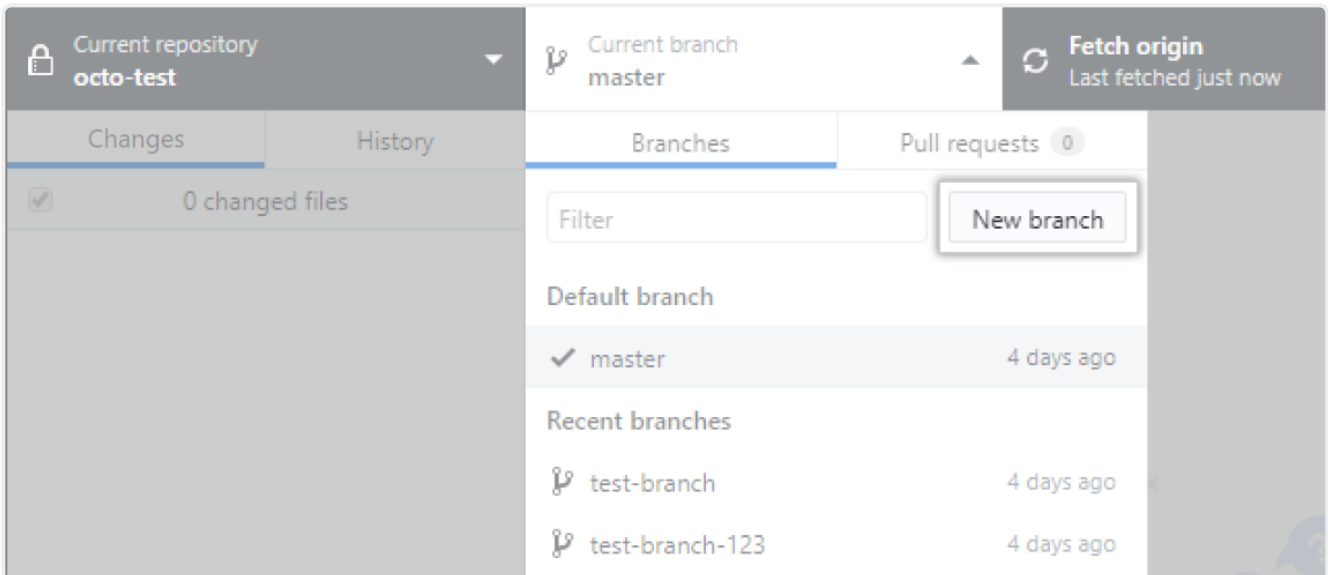 Current repository
octo-test
Current branch
master
Fetch origin
Last fetched just now
Changes
History
Branches
Pull requests 0
0 changed files
Filter
New branch
Default branch
master 4 days ago
Recent branches
test-branch 4 days ago
test-branch-123 4 days ago